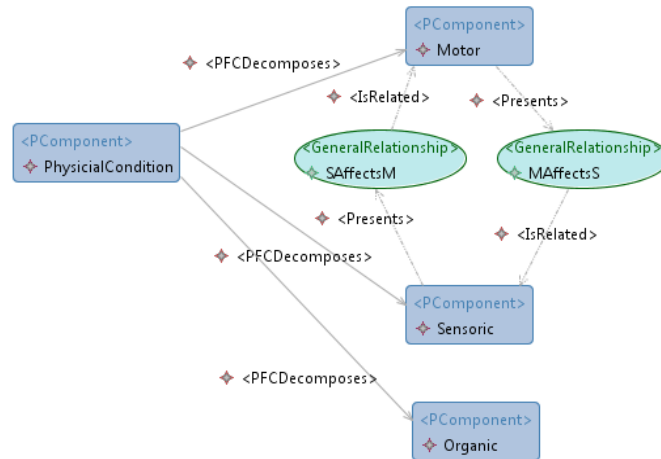 <PComponent>
Motor
<PFCDecomposes>
<IsRelated>
<Presents>
<PComponent>
PhysicialCondition
<GeneralRelationship>
SAffectsM
<GeneralRelationship>
MAffectsS
<Presents>
<IsRelated>
<PFCDecomposes>
<PComponent>
Sensoric
<PFCDecomposes>
<PComponent>
Organic